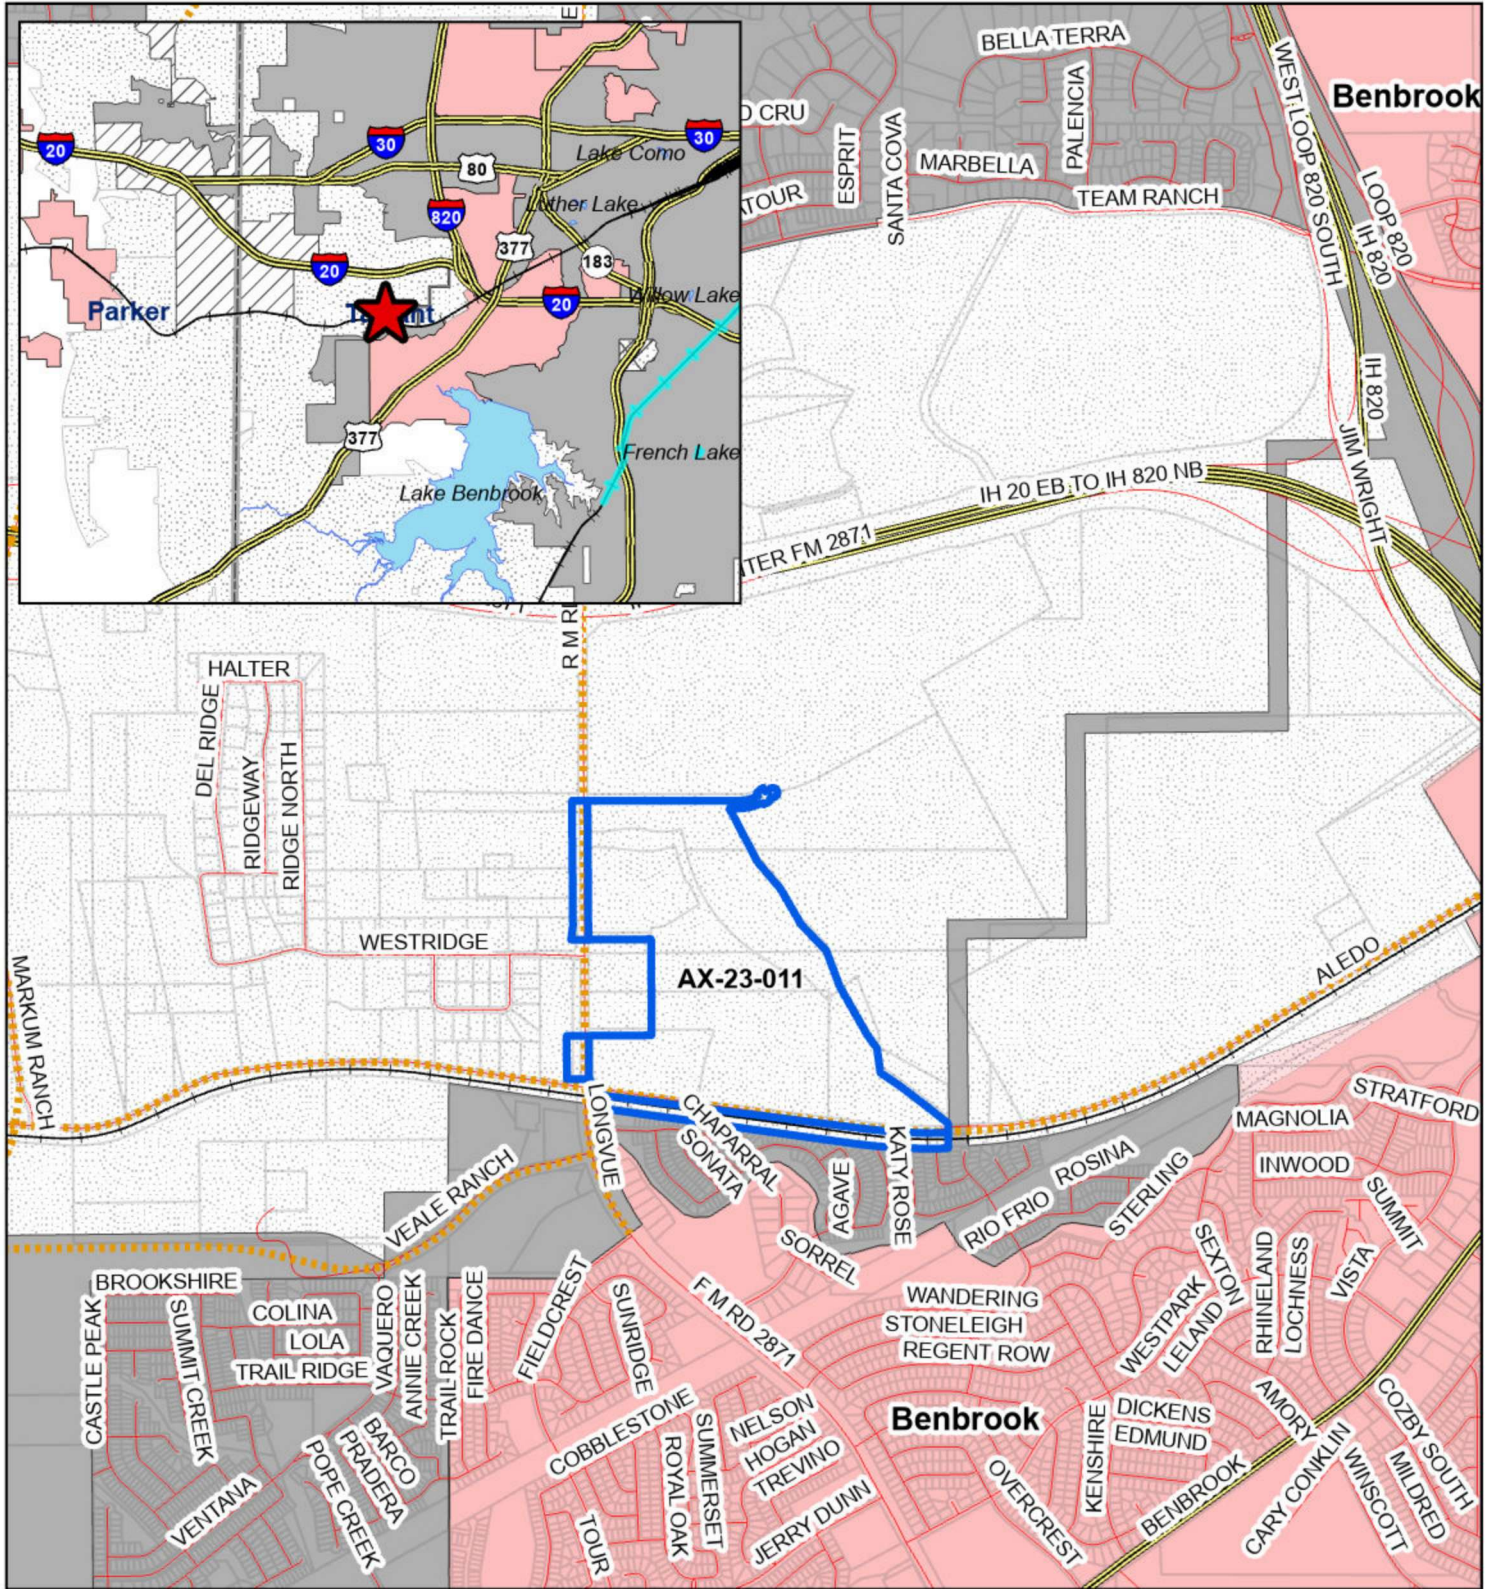 E
20
30
80
30
Lake Como
820
Luther Lake
377
183
20
20
Willow Lake
Parker
377
French Lake
Lake Benbrook
BELLA TERRA
PALENCIA
ESPRIT
SANTA COVA
MARBELLA
TEAM RANCH
WEST LOOP 820 SOUTH
LOOP 820
IH 820
Benbrook
IH 820
JIM WRIGHT
IH 20 EB TO IH 820 NB
FM 2871
R M
HALTER
DEL RIDGE
RIDGEWAY
RIDGE NORTH
WESTRIDGE
AX-23-011
ALEDO
MARKUM RANCH
LONGVUE
CHAPARRAL
SONATA
AGAVE
KATY ROSE
RIO FRIO
ROSINA
STERLING
MAGNOLIA
STRATFORD
INWOOD
SUMMIT
VEALE RANCH
SORREL
SEXTON
RHINELAND
LOCHNESS
VISTA
BROOKSHIRE
CASTLE PEAK
SUMMIT CREEK
COLINA
LOLA
TRAIL RIDGE
VAQUERO
ANNIE CREEK
TRAIL ROCK
FIRE DANCE
FIELDCREST
SUNRIDGE
F M RD 2871
WANDERING
STONELEIGH
REGENT ROW
WESTPARK
LELAND
Benbrook
DICKENS
EDMUND
KENSHIRE
AMORY
COZBY SOUTH
COBBLESTONE
NELSON
HOGAN
TREVINO
SUMMERSET
ROYAL OAK
BARCO
PRADERA
POPE CREEK
VENTANA
TOUR
JERRY DUNN
OVERCREST
BENBROOK
CARY CONKLIN
WINSCOTT
MILDRED